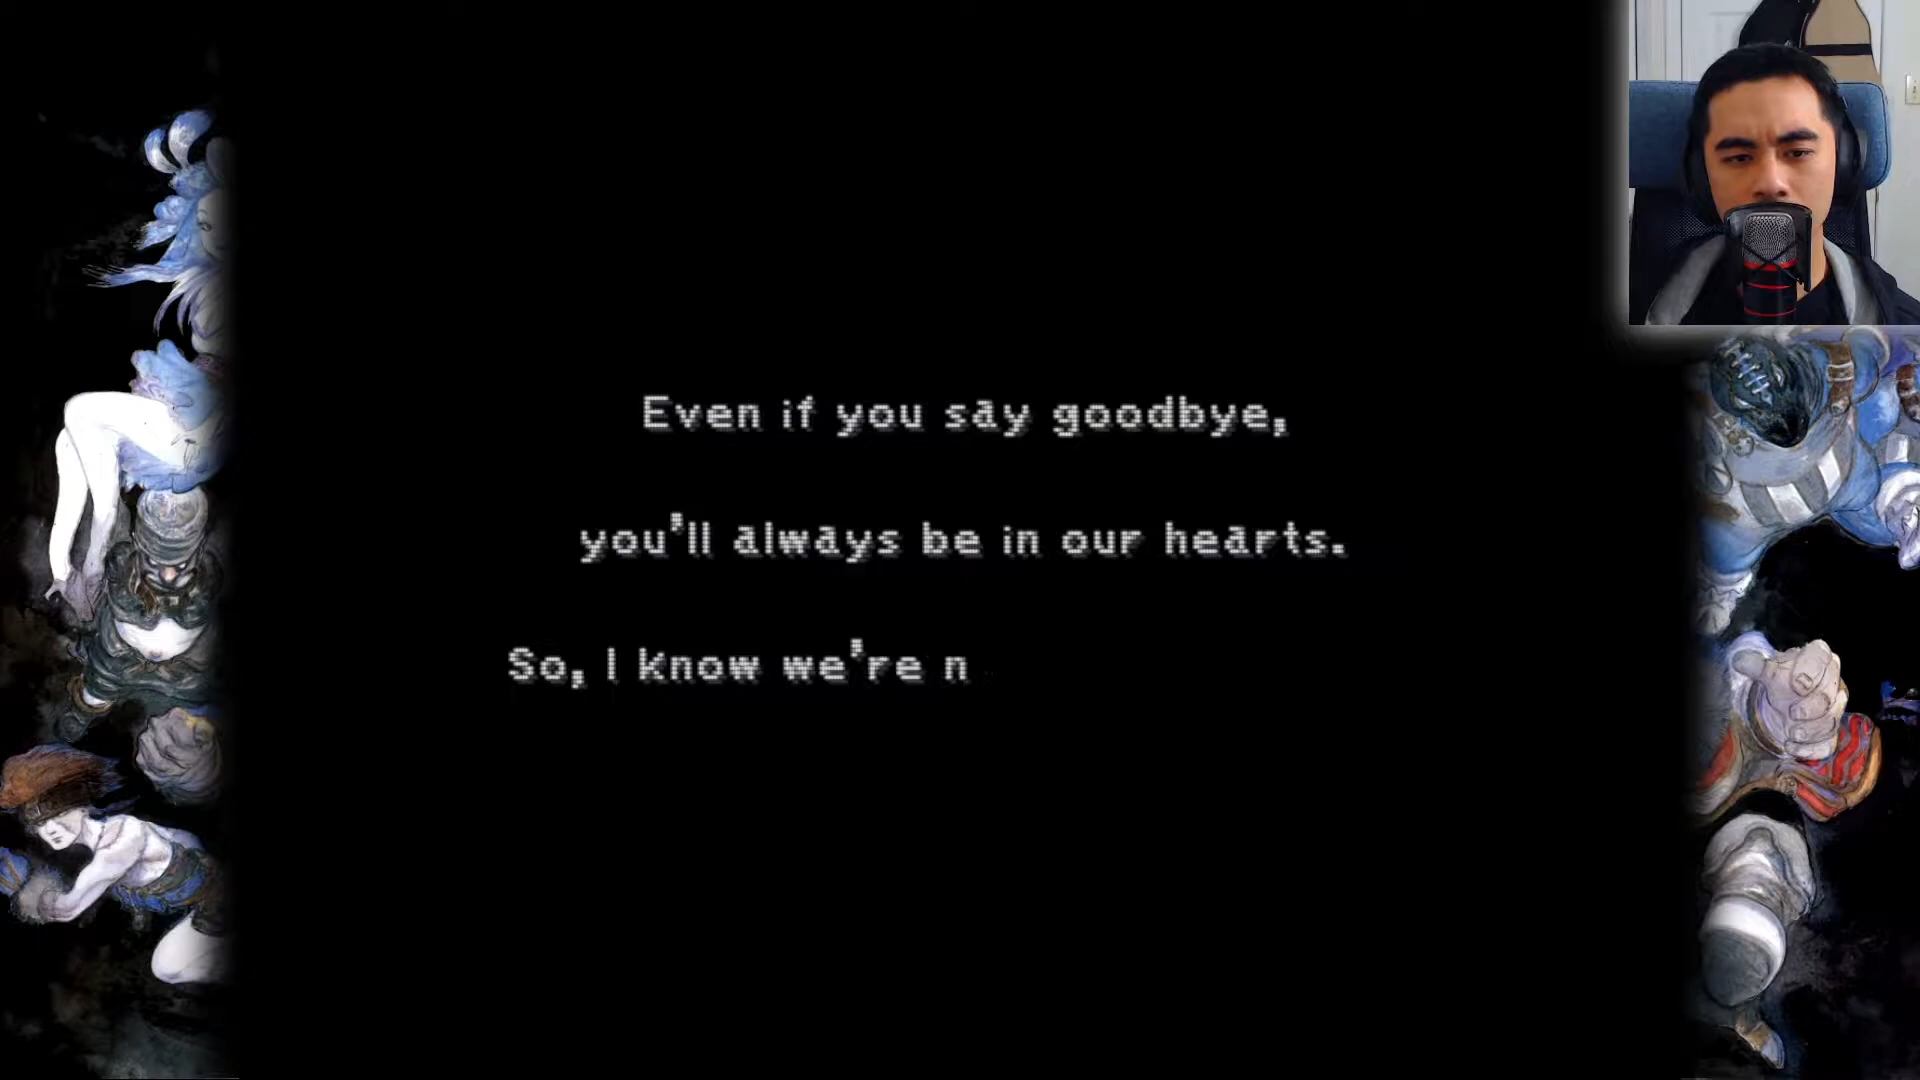 Even if you say goodbye,
you'll always be in our hearts.
So, I know we're n